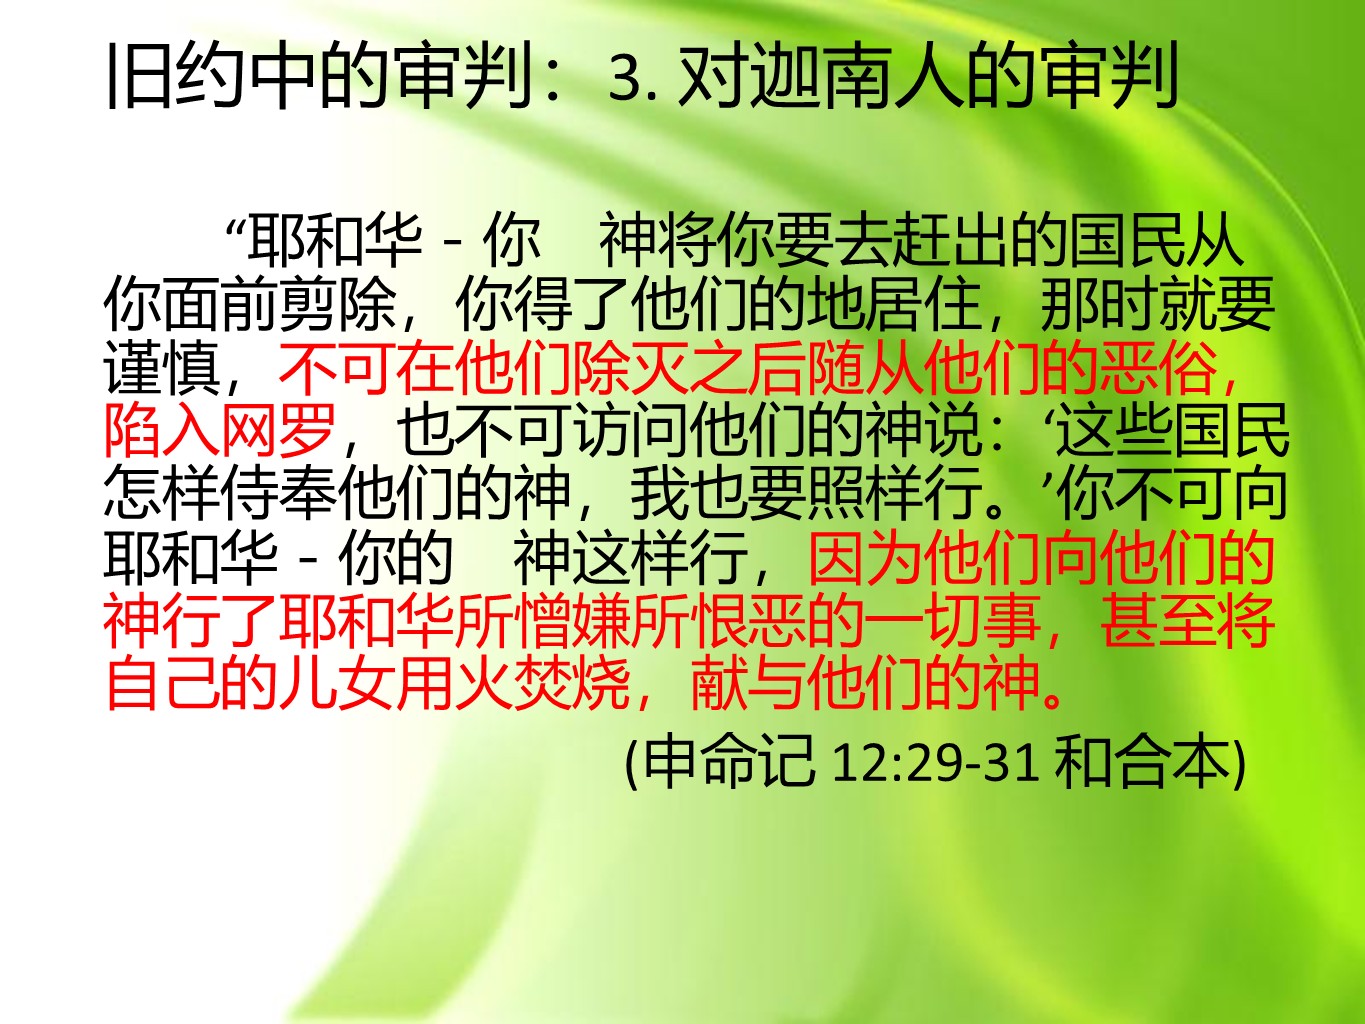 旧约中的审判：3. 对迦南人的审判
“耶和华－你　神将你要去赶出的国民从
你面前剪除，你得了他们的地居住，那时就要
谨慎，不可在他们除灭之后随从他们的恶俗，
陷入网罗，也不可访问他们的神说：‘这些国民
怎样侍奉他们的神，我也要照样行。’你不可向
耶和华－你的　神这样行，因为他们向他们的
神行了耶和华所憎嫌所恨恶的一切事，甚至将
自己的儿女用火焚烧，献与他们的神。
(申命记 12:29-31 和合本)